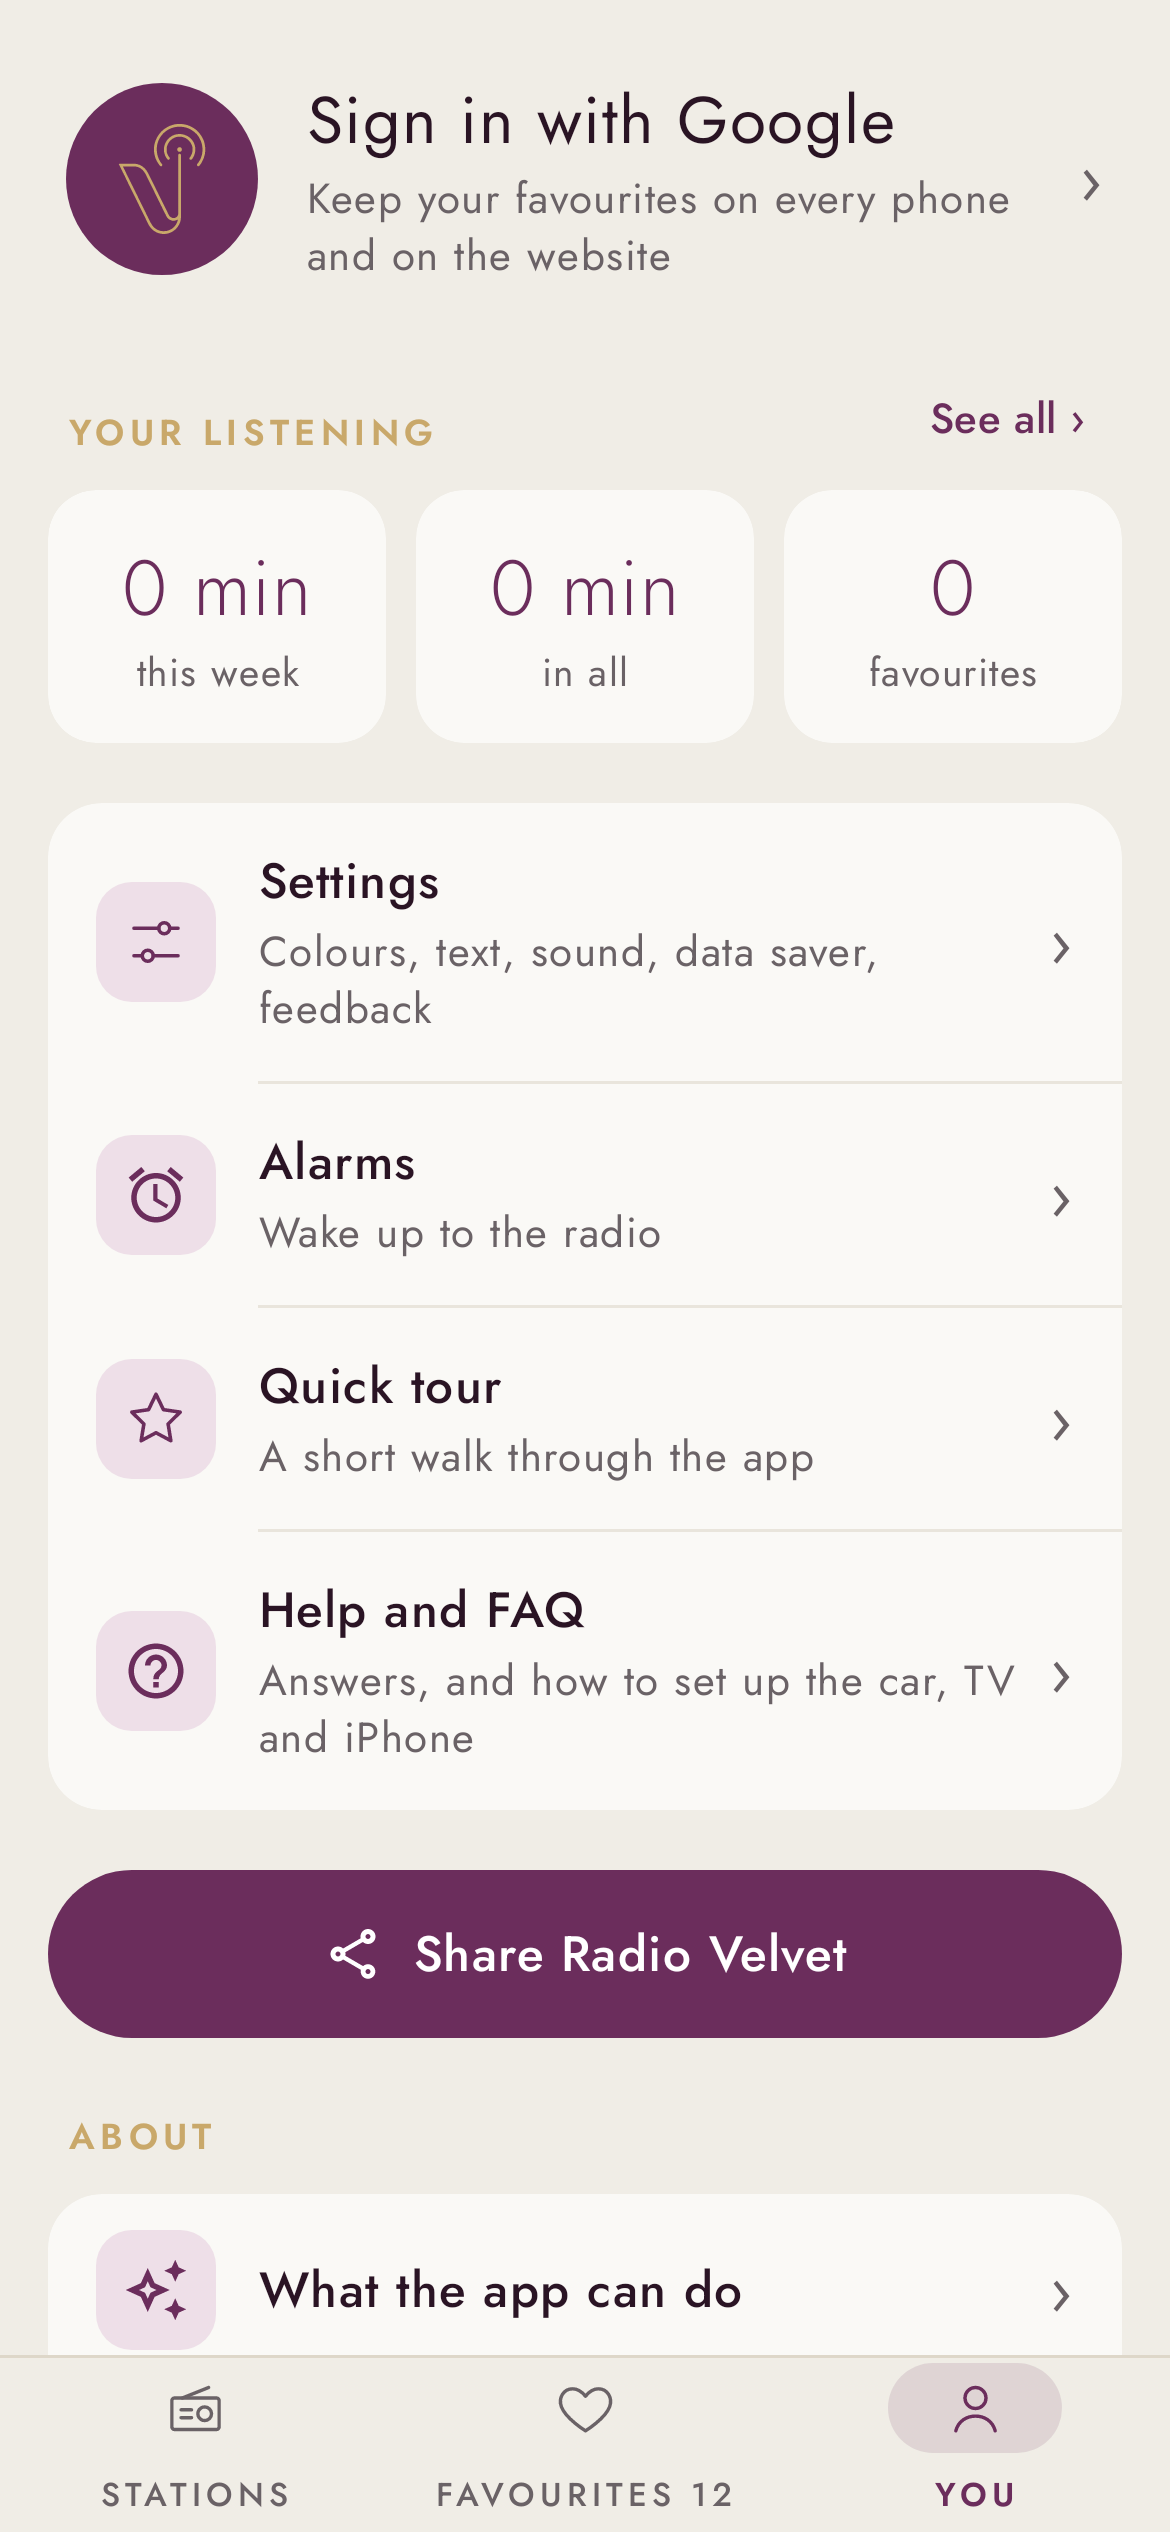 Sign in with Google
Keep your favourites on every phone
and on the website
YOUR LISTENING
See all ›
0 min
this week
0 min
in all
0
favourites
Settings
Colours, text, sound, data saver,
feedback
Alarms
Wake up to the radio
Quick tour
A short walk through the app
Help and FAQ
Answers, and how to set up the car, TV
and iPhone
Share Radio Velvet
ABOUT
What the app can do
STATIONS
FAVOURITES 12
YOU